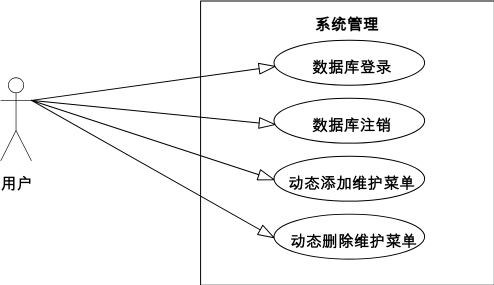 系统管理
数据库登录
数据库注销
用户
动态添加维护菜单
动态删除维护菜单